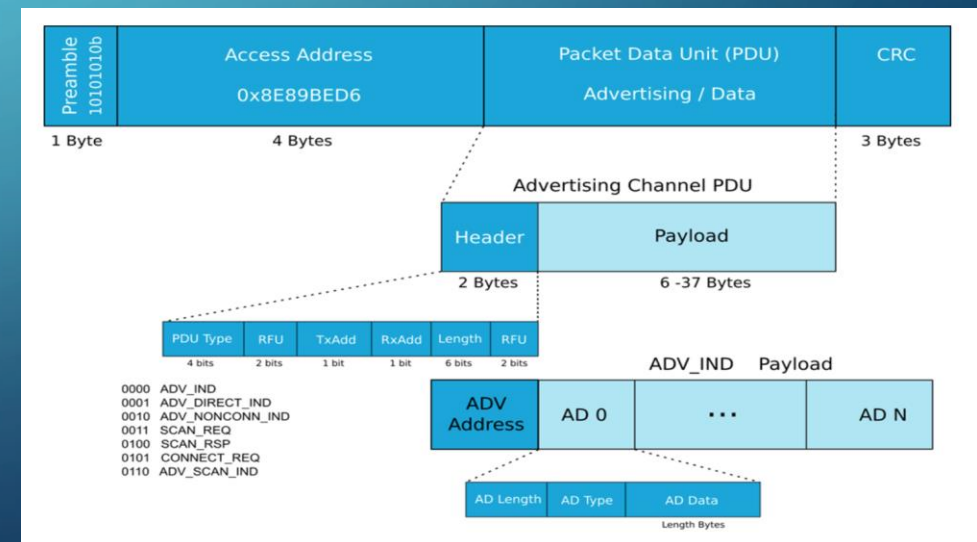 Preamble
10101010b
Access Address
0x8E89BED6
Packet Data Unit (PDU)
Advertising / Data
CRC
1 Byte
4 Bytes
3 Bytes
Advertising Channel PDU
Header
Payload
2 Bytes
6 -37 Bytes
PDU Type
RFU
TxAdd
RxAdd
Length
RFU
4 bits
2 bits
1 bit
1 bit
6 bits
2 bits
0000 ADV_IND
0001 ADV_DIRECT_IND
0010 ADV_NONCONN_IND
0011 SCAN_REQ
0100 SCAN_RSP
0101 CONNECT_REQ
0110 ADV_SCAN_IND
ADV_IND Payload
ADV
Address
AD 0
...
AD N
AD Length
AD Type
AD Data
Length Bytes